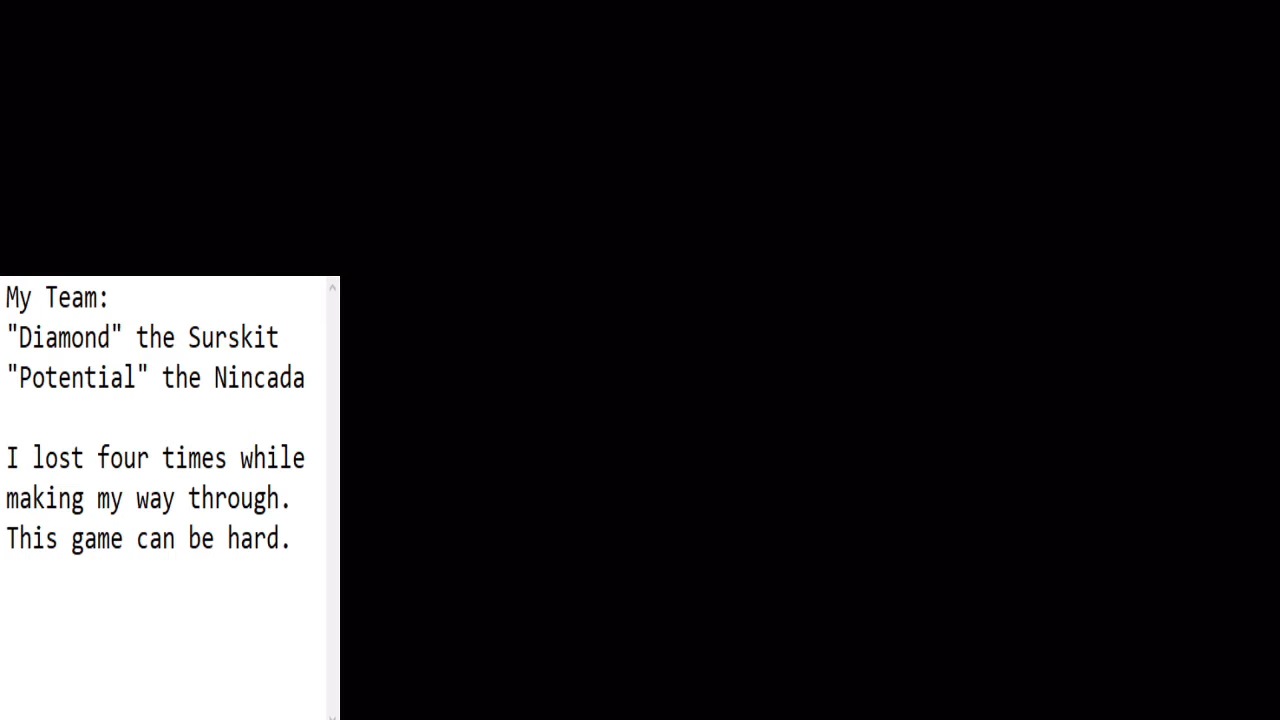 My Team:
"Diamond" the Surskit
"Potential" the Nincada
I lost four times while
making my way through.
This game can be hard.